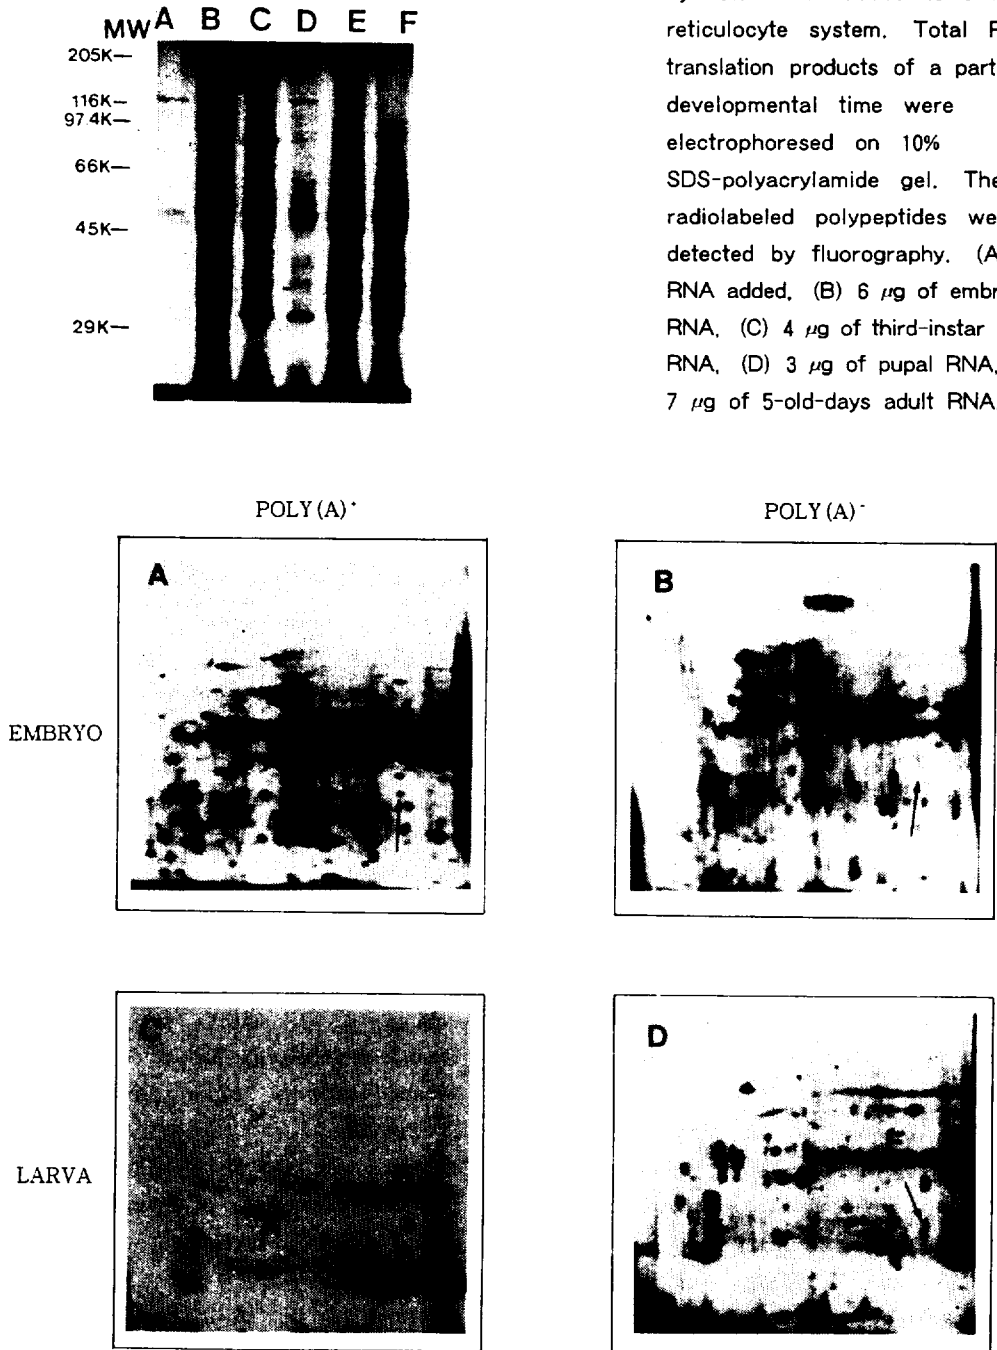 MW A B C D E F
205K—
116K—
97.4K—
66K—
45K—
29K—
reticulocyte system. Total
translation products of a part
developmental time were
electrophoresed on 10%
SDS-polyacrylamide gel. The
radiolabeled polypeptides we
detected by fluorography. (A
RNA added, (B) 6 μg of embr
RNA, (C) 4 μg of third-instar
RNA, (D) 3 μg of pupal RNA,
7 μg of 5-old-days adult RNA
POLY(A)⁺
POLY(A)⁻
EMBRYO
A
B
LARVA
C
D